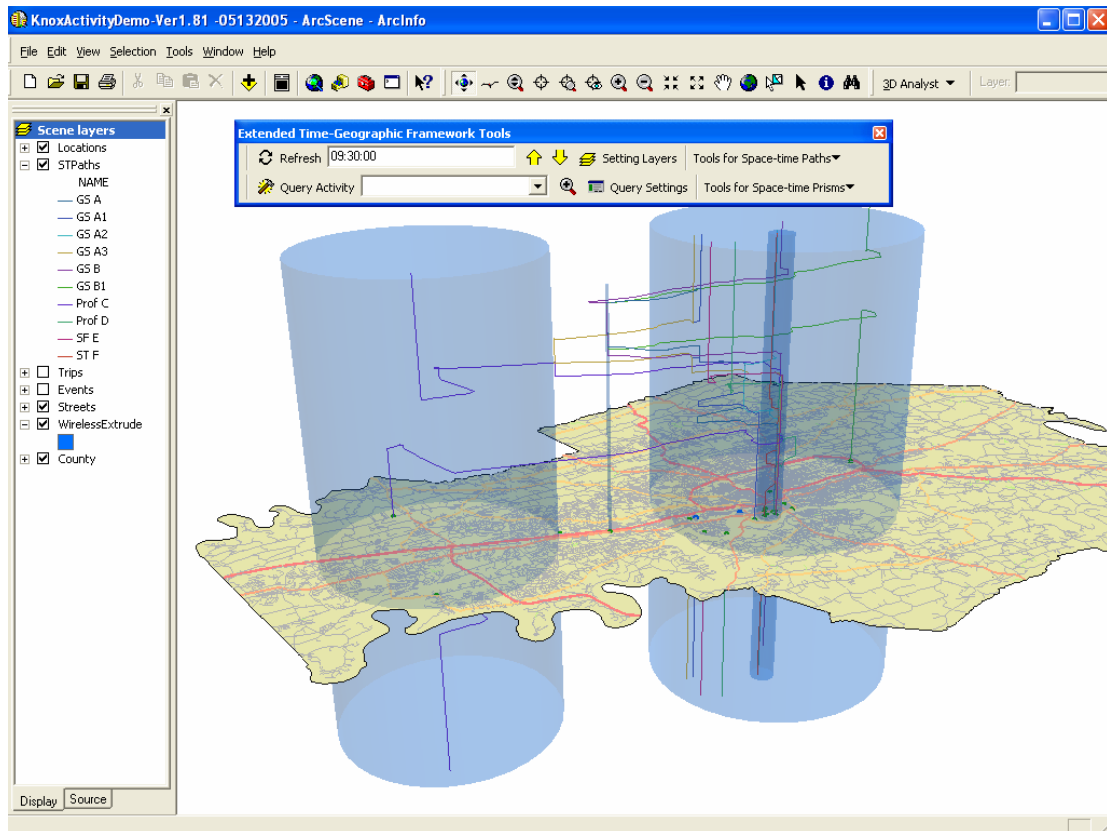 KnoxActivityDemo-Ver1.81 -05132005 - ArcScene - ArcInfo
File Edit View Selection Tools Window Help
3D Analyst Layer:
Scene layers
Locations
STPaths
NAME
GS A
GS A1
GS A2
GS A3
GS B
GS B1
Prof C
Prof D
SF E
ST F
Trips
Events
Streets
WirelessExtrude
County
Extended Time-Geographic Framework Tools
Refresh 09:30:00 Setting Layers Tools for Space-time Paths
Query Activity Query Settings Tools for Space-time Prisms
Display Source